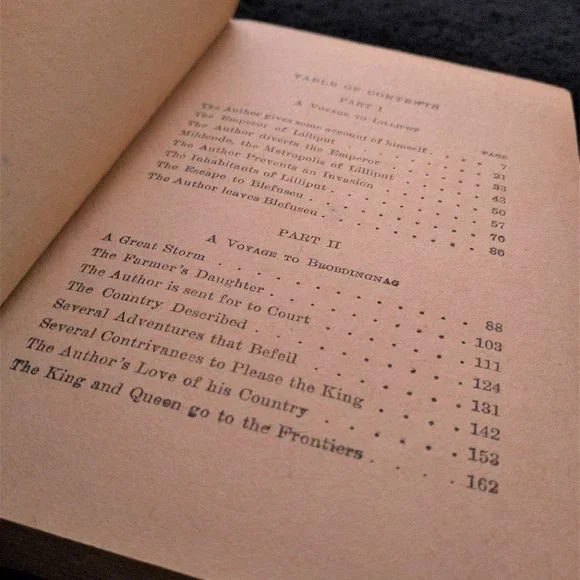 TABLE OF CONTENTS
PART I
A VOYAGE TO LILLIPUT
PAGE
The Author gives some account of himself . . . . 7
The Emperor of Lilliput . . . . . . . 21
The Author diverts the Emperor . . . . .
Mildendo, the Metropolis of Lilliput . . . . 43
The Author Prevents an Invasion . . . . . 50
The Inhabitants of Lilliput . . . . . . 57
The Escape to Blefuscu . . . . . . .
The Author leaves Blefuscu . . . . . .
PART II
A VOYAGE TO BROBDINGNAG
A Great Storm . . . . . . . . 88
The Farmer's Daughter . . . . . . . 103
The Author is sent for to Court . . . . . 111
The Country Described . . . . . . . 124
Several Adventures that Befell . . . . . 131
Several Contrivances to Please the King . . . 142
The Author's Love of his Country . . . . 153
The King and Queen go to the Frontiers . . . 162